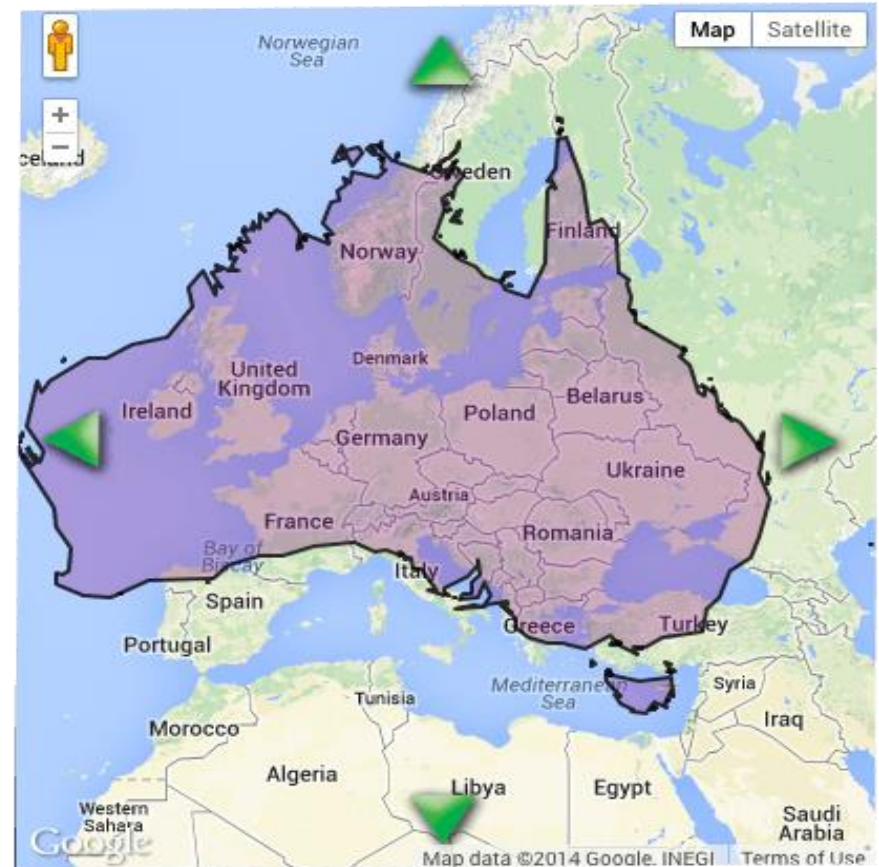 Norwegian
Sea
Map
Satellite
+
−
celand
Sweden
Finland
Norway
Denmark
United
Kingdom
Ireland
Belarus
Poland
Germany
Ukraine
Austria
France
Romania
Bay of
Biscay
Italy
Spain
Greece
Turkey
Portugal
Mediterranean
Sea
Syria
Tunisia
Iraq
Morocco
Algeria
Libya
Egypt
Western
Sahara
Saudi
Arabia
Google
Map data ©2014 Google, INEGI
Terms of Use